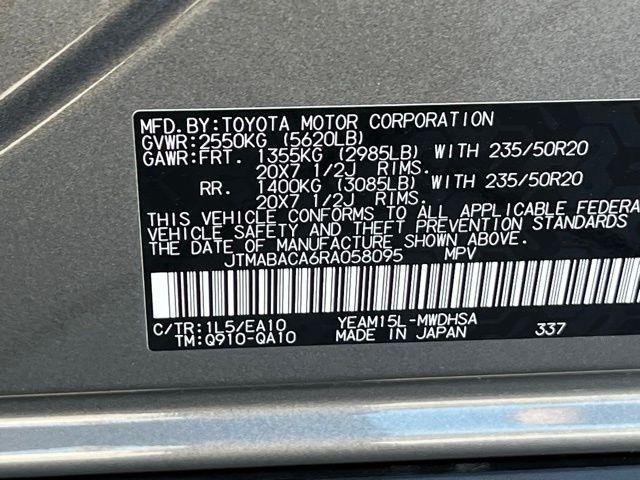 MFD.BY:TOYOTA MOTOR CORPORATION
GVWR:2550KG (5620LB)
GAWR:FRT. 1355KG (2985LB) WITH 235/50R20
20X7 1/2J RIMS.
RR. 1400KG (3085LB) WITH 235/50R20
20X7 1/2J RIMS.
THIS VEHICLE CONFORMS TO ALL APPLICABLE FEDERA
VEHICLE SAFETY AND THEFT PREVENTION STANDARDS
THE DATE OF MANUFACTURE SHOWN ABOVE.
JTMABACA6RA058095 MPV
C/TR:1L5/EA10 YEAM15L-MWDHSA
TM:Q910-QA10 MADE IN JAPAN 337